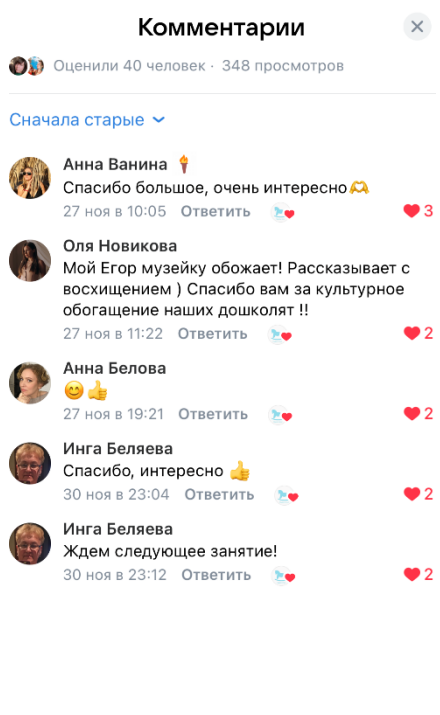 Комментарии
Оценили 40 человек · 348 просмотров
Сначала старые
Анна Ванина
Спасибо большое, очень интересно🫶
27 ноя в 10:05 Ответить 3
Оля Новикова
Мой Егор музейку обожает! Рассказывает с
восхищением ) Спасибо вам за культурное
обогащение наших дошколят !!
27 ноя в 11:22 Ответить 2
Анна Белова
😊👍
27 ноя в 19:21 Ответить 2
Инга Беляева
Спасибо, интересно 👍
30 ноя в 23:04 Ответить 2
Инга Беляева
Ждем следующее занятие!
30 ноя в 23:12 Ответить 2